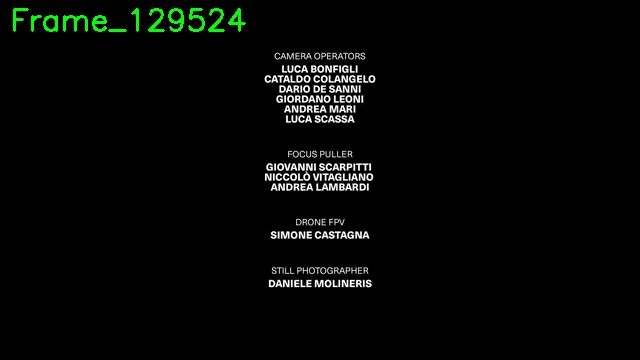 Frame_129524
CAMERA OPERATORS
LUCA BONFIGLI
CATALDO COLANGELO
DARIO DE SANNI
GIORDANO LEONI
ANDREA MARI
LUCA SCASSA
FOCUS PULLER
GIOVANNI SCARPITTI
NICCOLÒ VITAGLIANO
ANDREA LAMBARDI
DRONE FPV
SIMONE CASTAGNA
STILL PHOTOGRAPHER
DANIELE MOLINERIS